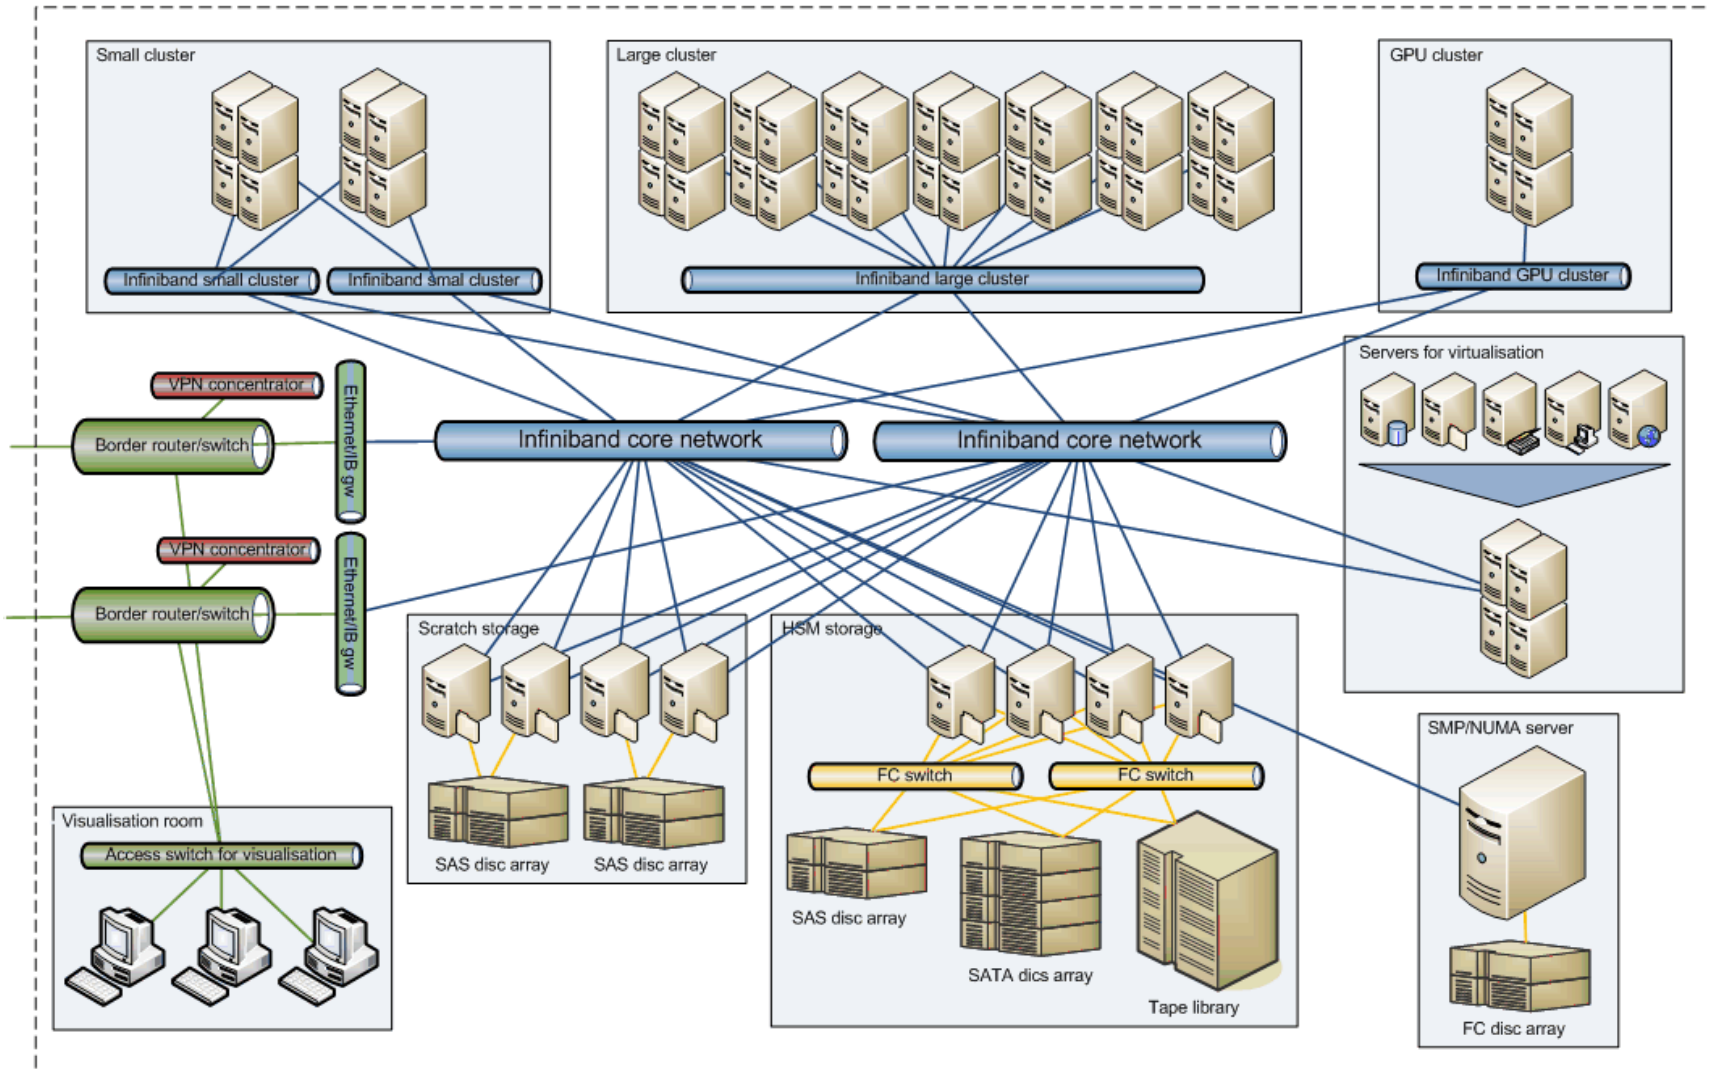 Small cluster
Large cluster
GPU cluster
Infiniband small cluster
Infiniband smal cluster
Infiniband large cluster
Infiniband GPU cluster
Servers for virtualisation
VPN concentrator
Ethernet/IB gw
Border router/switch
Infiniband core network
Infiniband core network
VPN concentrator
Ethernet/IB gw
Border router/switch
Scratch storage
HSM storage
SMP/NUMA server
FC switch
FC switch
Visualisation room
Access switch for visualisation
SAS disc array
SAS disc array
SAS disc array
SATA dics array
Tape library
FC disc array